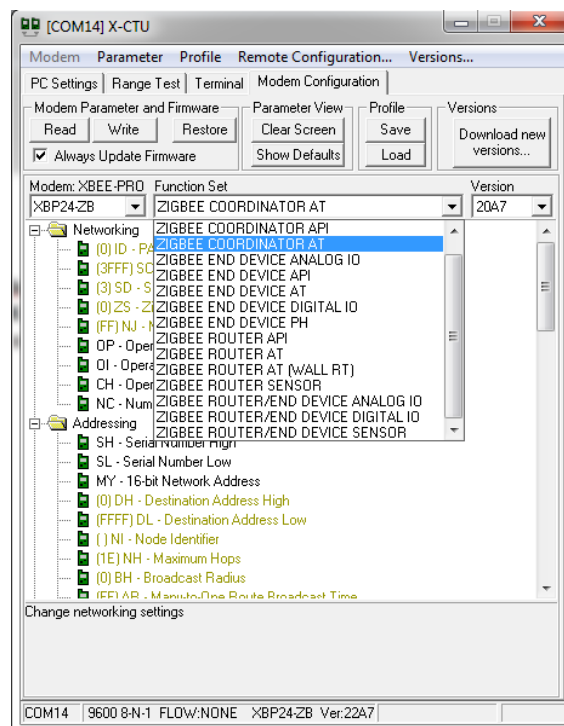 [COM14] X-CTU
Modem Parameter Profile Remote Configuration... Versions...
PC Settings Range Test Terminal Modem Configuration
Modem Parameter and Firmware Parameter View Profile Versions
Read Write Restore Clear Screen Save Download new versions...
Always Update Firmware Show Defaults Load
Modem: XBEE-PRO Function Set Version
XBP24-ZB ZIGBEE COORDINATOR AT 20A7
ZIGBEE COORDINATOR API
ZIGBEE COORDINATOR AT
ZIGBEE END DEVICE ANALOG IO
ZIGBEE END DEVICE API
ZIGBEE END DEVICE AT
ZIGBEE END DEVICE DIGITAL IO
ZIGBEE END DEVICE PH
ZIGBEE ROUTER API
ZIGBEE ROUTER AT
ZIGBEE ROUTER AT (WALL RT)
ZIGBEE ROUTER SENSOR
ZIGBEE ROUTER/END DEVICE ANALOG IO
ZIGBEE ROUTER/END DEVICE DIGITAL IO
ZIGBEE ROUTER/END DEVICE SENSOR
Networking
(0) ID - PA
(3FFF) SC
(3) SD - S
(0) ZS - Zi
(FF) NJ - N
OP - Oper
OI - Opera
CH - Oper
NC - Num
Addressing
SH - Serial Number High
SL - Serial Number Low
MY - 16-bit Network Address
(0) DH - Destination Address High
(FFFF) DL - Destination Address Low
( ) NI - Node Identifier
(1E) NH - Maximum Hops
(0) BH - Broadcast Radius
(FF) AR - Many-to-One Route Broadcast Time
Change networking settings
COM14 9600 8-N-1 FLOW:NONE XBP24-ZB Ver:22A7